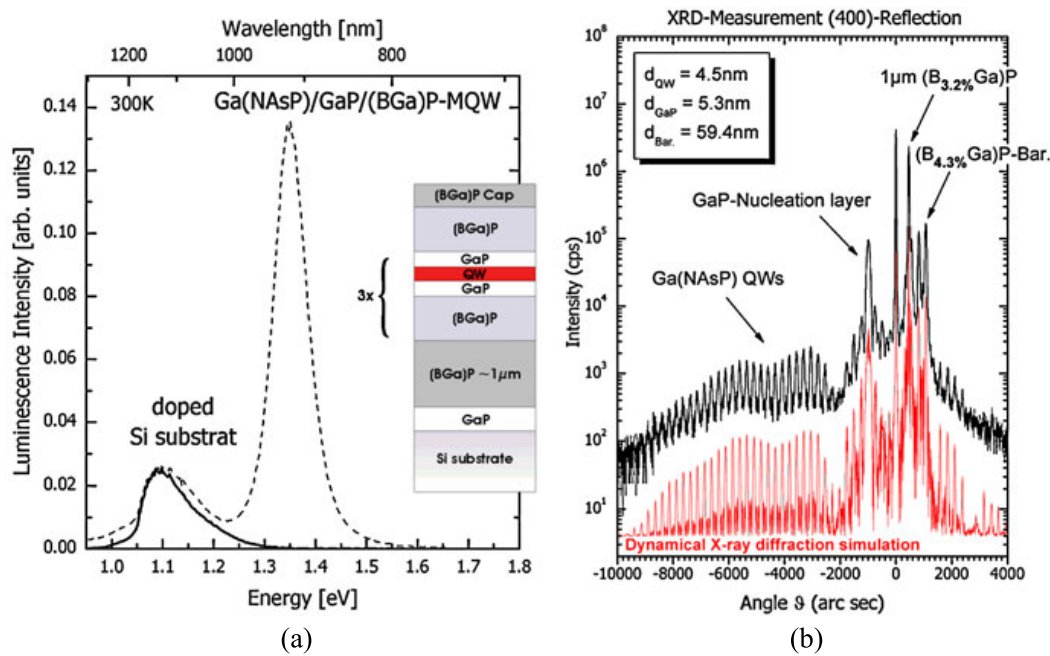 Wavelength [nm]
1200 1000 800
300K
Ga(NAsP)/GaP/(BGa)P-MQW
Luminescence Intensity [arb. units]
0.14
0.12
0.10
0.08
0.06
0.04
0.02
0.00
doped
Si substrat
(BGa)P Cap
(BGa)P
GaP
QW
GaP
3x
(BGa)P
(BGa)P ~1μm
GaP
Si substrate
1.0 1.1 1.2 1.3 1.4 1.5 1.6 1.7 1.8
Energy [eV]
(a)
XRD-Measurement (400)-Reflection
Intensity (cps)
10^8
10^7
10^6
10^5
10^4
10^3
10^2
10^1
d_QW = 4.5nm
d_GaP = 5.3nm
d_Bar. = 59.4nm
1μm (B_3.2%Ga)P
(B_4.3%Ga)P-Bar.
GaP-Nucleation layer
Ga(NAsP) QWs
Dynamical X-ray diffraction simulation
-10000 -8000 -6000 -4000 -2000 0 2000 4000
Angle ϑ (arc sec)
(b)